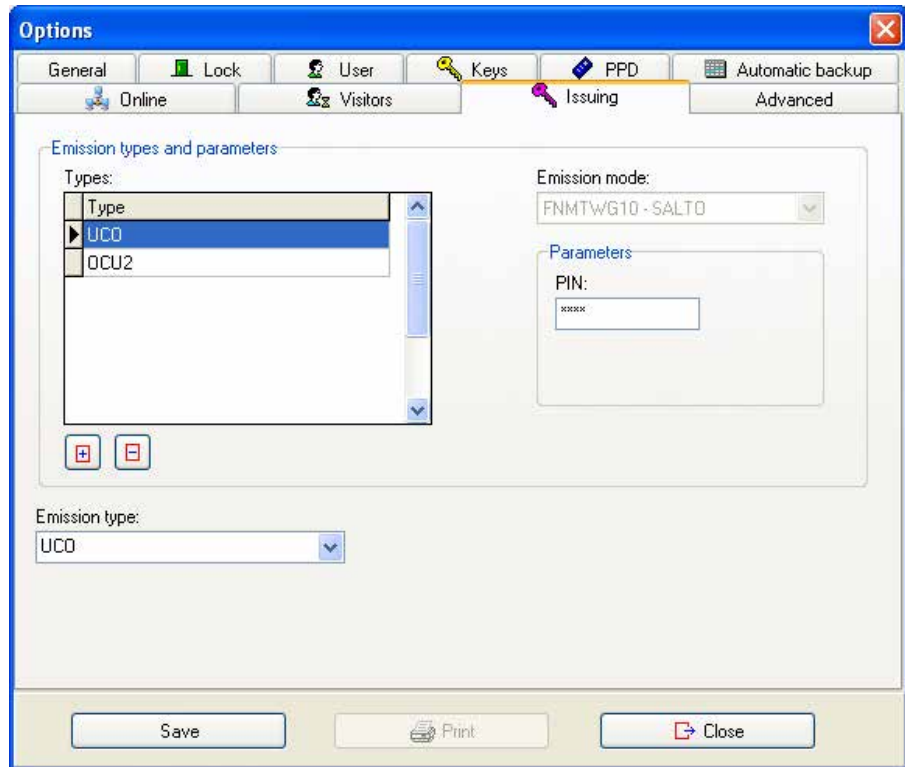 Options
General Lock User Keys PPD Automatic backup
Online Visitors Issuing Advanced
Emission types and parameters
Types:
Type
UCO
OCU2
Emission mode:
FNMTWG10 - SALTO
Parameters
PIN:
****
Emission type:
UCO
Save Print Close